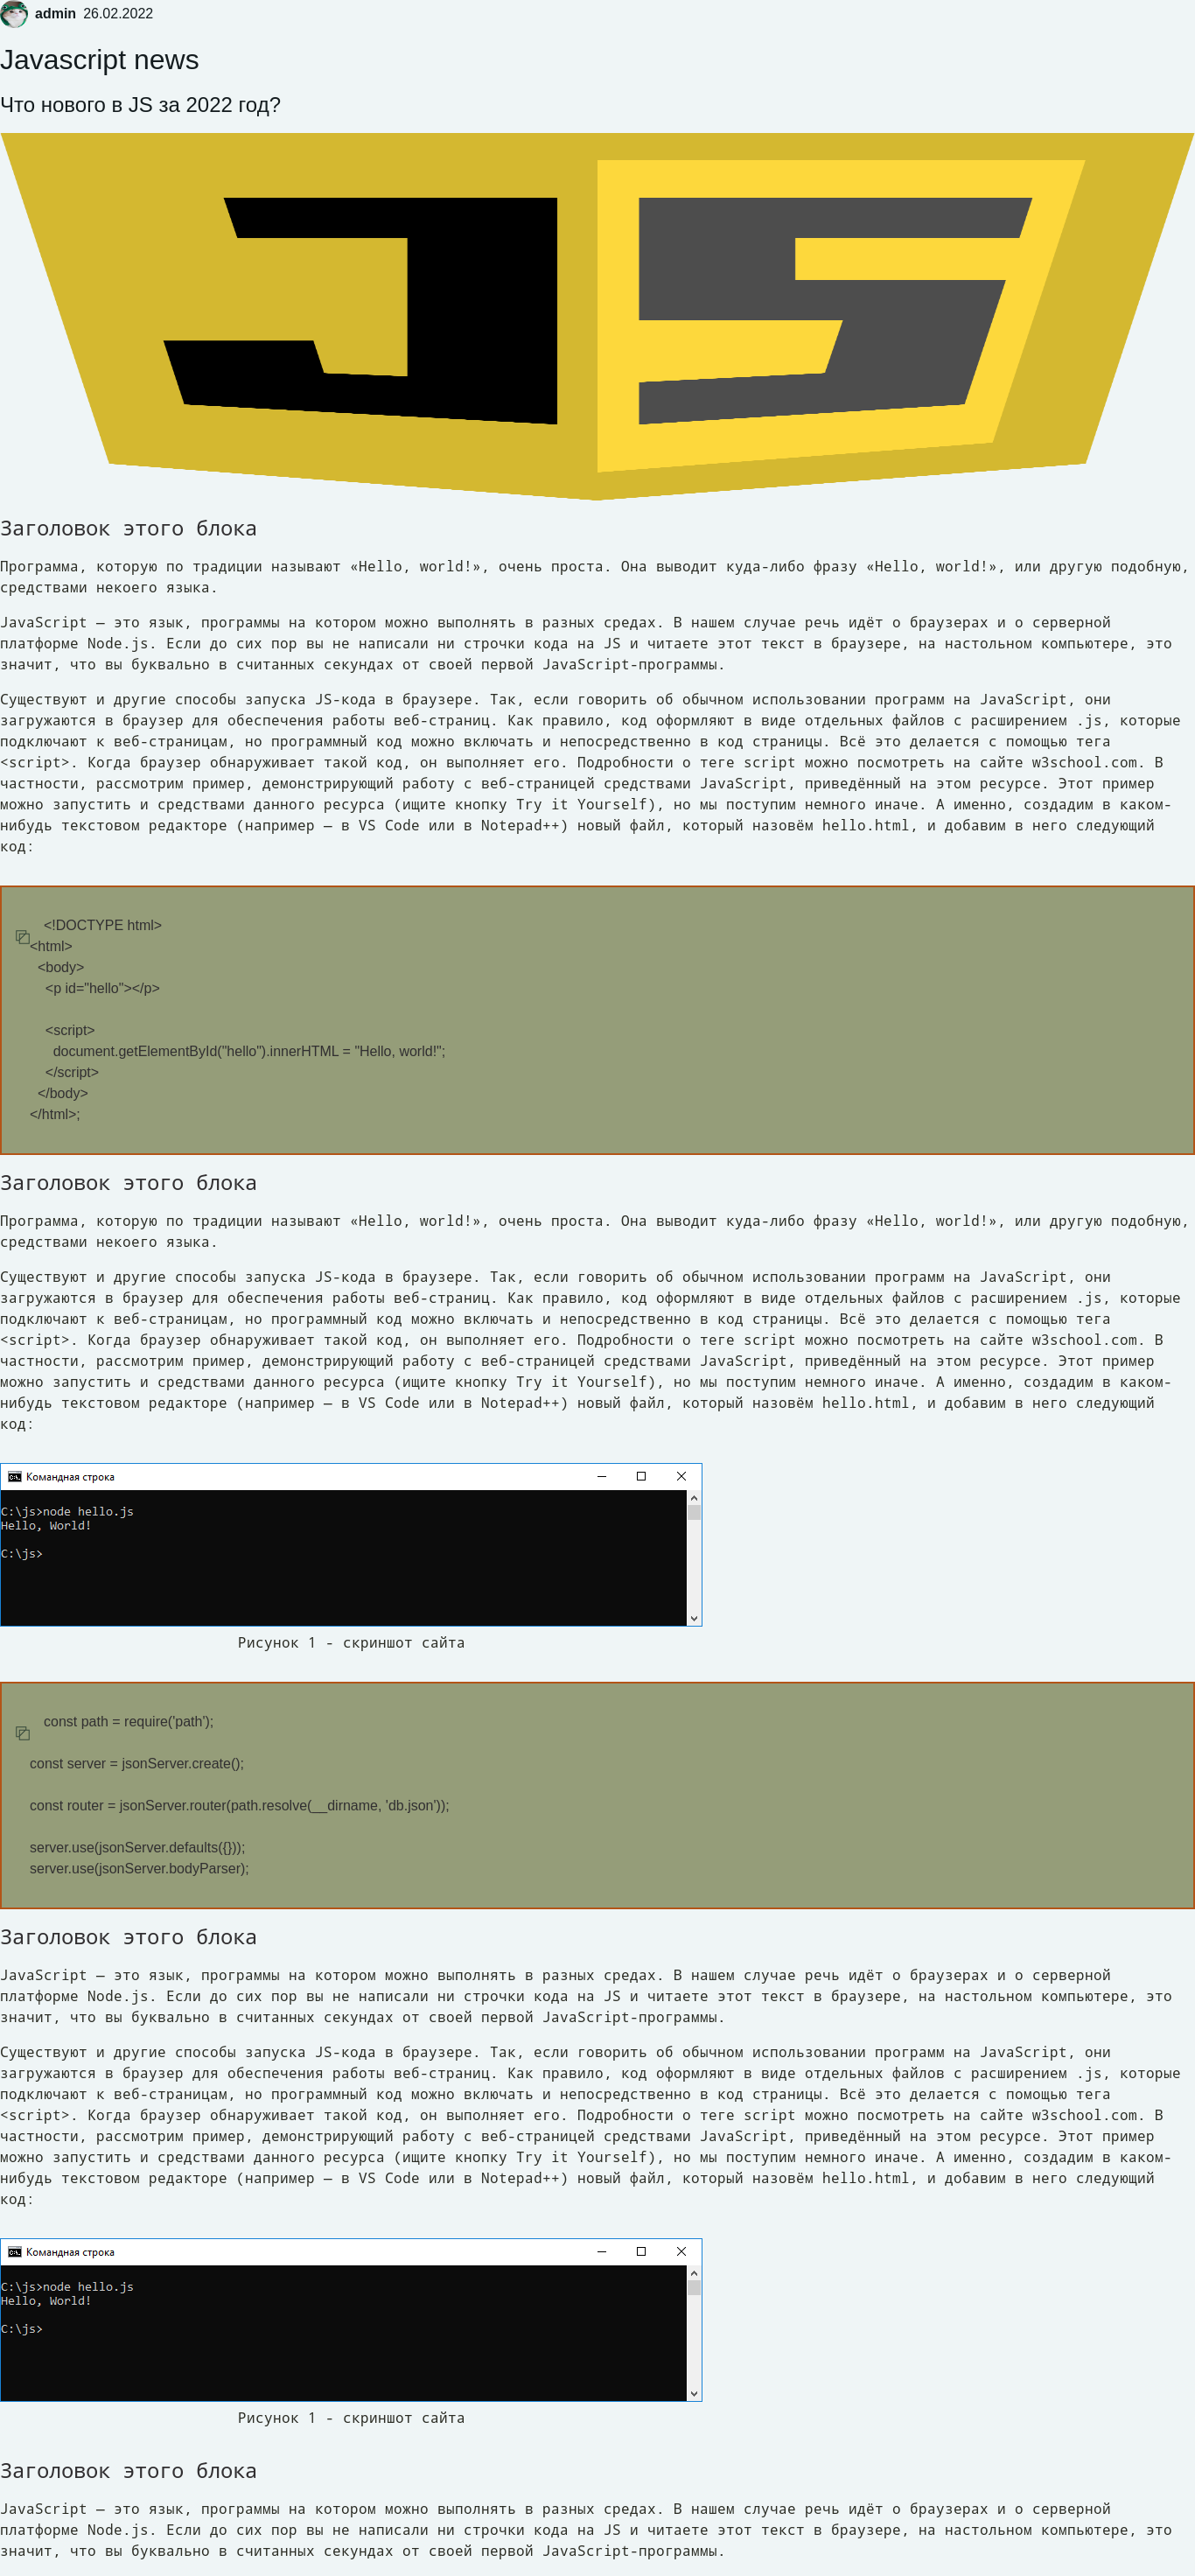 admin 26.02.2022
Javascript news
Что нового в JS за 2022 год?
JS
Заголовок этого блока
Программа, которую по традиции называют «Hello, world!», очень проста. Она выводит куда-либо фразу «Hello, world!», или другую подобную,
средствами некоего языка.
JavaScript — это язык, программы на котором можно выполнять в разных средах. В нашем случае речь идёт о браузерах и о серверной
платформе Node.js. Если до сих пор вы не написали ни строчки кода на JS и читаете этот текст в браузере, на настольном компьютере, это
значит, что вы буквально в считанных секундах от своей первой JavaScript-программы.
Существуют и другие способы запуска JS-кода в браузере. Так, если говорить об обычном использовании программ на JavaScript, они
загружаются в браузер для обеспечения работы веб-страниц. Как правило, код оформляют в виде отдельных файлов с расширением .js, которые
подключают к веб-страницам, но программный код можно включать и непосредственно в код страницы. Всё это делается с помощью тега
<script>. Когда браузер обнаруживает такой код, он выполняет его. Подробности о теге script можно посмотреть на сайте w3school.com. В
частности, рассмотрим пример, демонстрирующий работу с веб-страницей средствами JavaScript, приведённый на этом ресурсе. Этот пример
можно запустить и средствами данного ресурса (ищите кнопку Try it Yourself), но мы поступим немного иначе. А именно, создадим в каком-
нибудь текстовом редакторе (например — в VS Code или в Notepad++) новый файл, который назовём hello.html, и добавим в него следующий
код:
<!DOCTYPE html>
<html>
<body>
<p id="hello"></p>
<script>
document.getElementById("hello").innerHTML = "Hello, world!";
</script>
</body>
</html>;
Заголовок этого блока
Программа, которую по традиции называют «Hello, world!», очень проста. Она выводит куда-либо фразу «Hello, world!», или другую подобную,
средствами некоего языка.
Существуют и другие способы запуска JS-кода в браузере. Так, если говорить об обычном использовании программ на JavaScript, они
загружаются в браузер для обеспечения работы веб-страниц. Как правило, код оформляют в виде отдельных файлов с расширением .js, которые
подключают к веб-страницам, но программный код можно включать и непосредственно в код страницы. Всё это делается с помощью тега
<script>. Когда браузер обнаруживает такой код, он выполняет его. Подробности о теге script можно посмотреть на сайте w3school.com. В
частности, рассмотрим пример, демонстрирующий работу с веб-страницей средствами JavaScript, приведённый на этом ресурсе. Этот пример
можно запустить и средствами данного ресурса (ищите кнопку Try it Yourself), но мы поступим немного иначе. А именно, создадим в каком-
нибудь текстовом редакторе (например — в VS Code или в Notepad++) новый файл, который назовём hello.html, и добавим в него следующий
код:
Командная строка
C:\js>node hello.js
Hello, World!
C:\js>
Рисунок 1 - скриншот сайта
const path = require('path');
const server = jsonServer.create();
const router = jsonServer.router(path.resolve(__dirname, 'db.json'));
server.use(jsonServer.defaults({}));
server.use(jsonServer.bodyParser);
Заголовок этого блока
JavaScript — это язык, программы на котором можно выполнять в разных средах. В нашем случае речь идёт о браузерах и о серверной
платформе Node.js. Если до сих пор вы не написали ни строчки кода на JS и читаете этот текст в браузере, на настольном компьютере, это
значит, что вы буквально в считанных секундах от своей первой JavaScript-программы.
Существуют и другие способы запуска JS-кода в браузере. Так, если говорить об обычном использовании программ на JavaScript, они
загружаются в браузер для обеспечения работы веб-страниц. Как правило, код оформляют в виде отдельных файлов с расширением .js, которые
подключают к веб-страницам, но программный код можно включать и непосредственно в код страницы. Всё это делается с помощью тега
<script>. Когда браузер обнаруживает такой код, он выполняет его. Подробности о теге script можно посмотреть на сайте w3school.com. В
частности, рассмотрим пример, демонстрирующий работу с веб-страницей средствами JavaScript, приведённый на этом ресурсе. Этот пример
можно запустить и средствами данного ресурса (ищите кнопку Try it Yourself), но мы поступим немного иначе. А именно, создадим в каком-
нибудь текстовом редакторе (например — в VS Code или в Notepad++) новый файл, который назовём hello.html, и добавим в него следующий
код:
Командная строка
C:\js>node hello.js
Hello, World!
C:\js>
Рисунок 1 - скриншот сайта
Заголовок этого блока
JavaScript — это язык, программы на котором можно выполнять в разных средах. В нашем случае речь идёт о браузерах и о серверной
платформе Node.js. Если до сих пор вы не написали ни строчки кода на JS и читаете этот текст в браузере, на настольном компьютере, это
значит, что вы буквально в считанных секундах от своей первой JavaScript-программы.